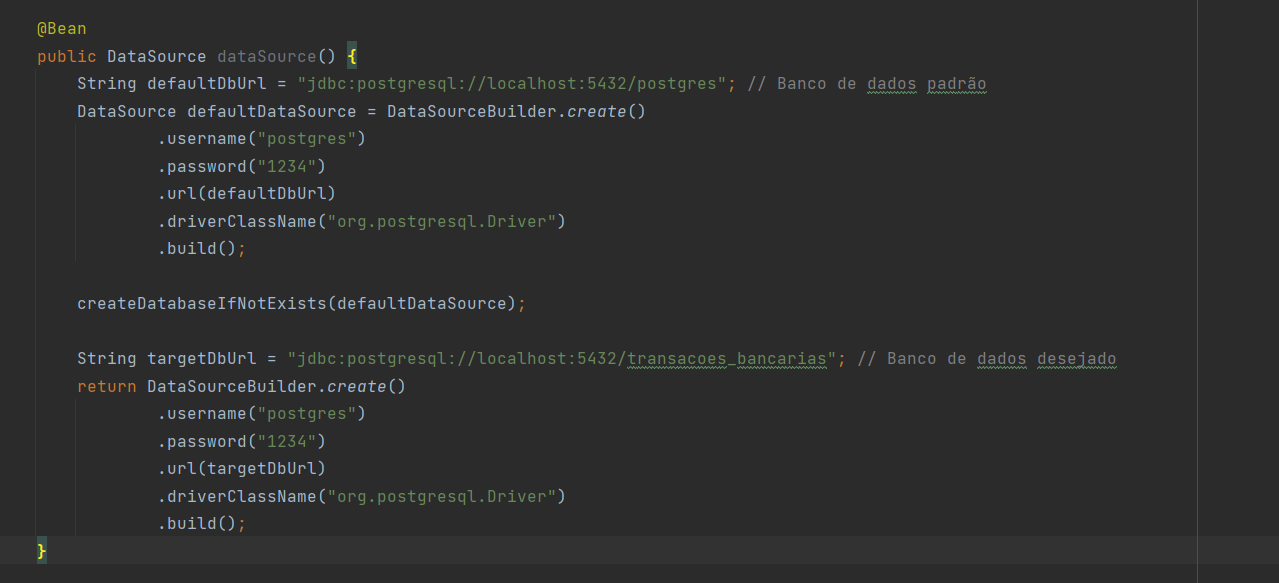 @Bean
public DataSource dataSource() {
    String defaultDbUrl = "jdbc:postgresql://localhost:5432/postgres"; // Banco de dados padrão
    DataSource defaultDataSource = DataSourceBuilder.create()
            .username("postgres")
            .password("1234")
            .url(defaultDbUrl)
            .driverClassName("org.postgresql.Driver")
            .build();
    createDatabaseIfNotExists(defaultDataSource);
    String targetDbUrl = "jdbc:postgresql://localhost:5432/transacoes_bancarias"; // Banco de dados desejado
    return DataSourceBuilder.create()
            .username("postgres")
            .password("1234")
            .url(targetDbUrl)
            .driverClassName("org.postgresql.Driver")
            .build();
}